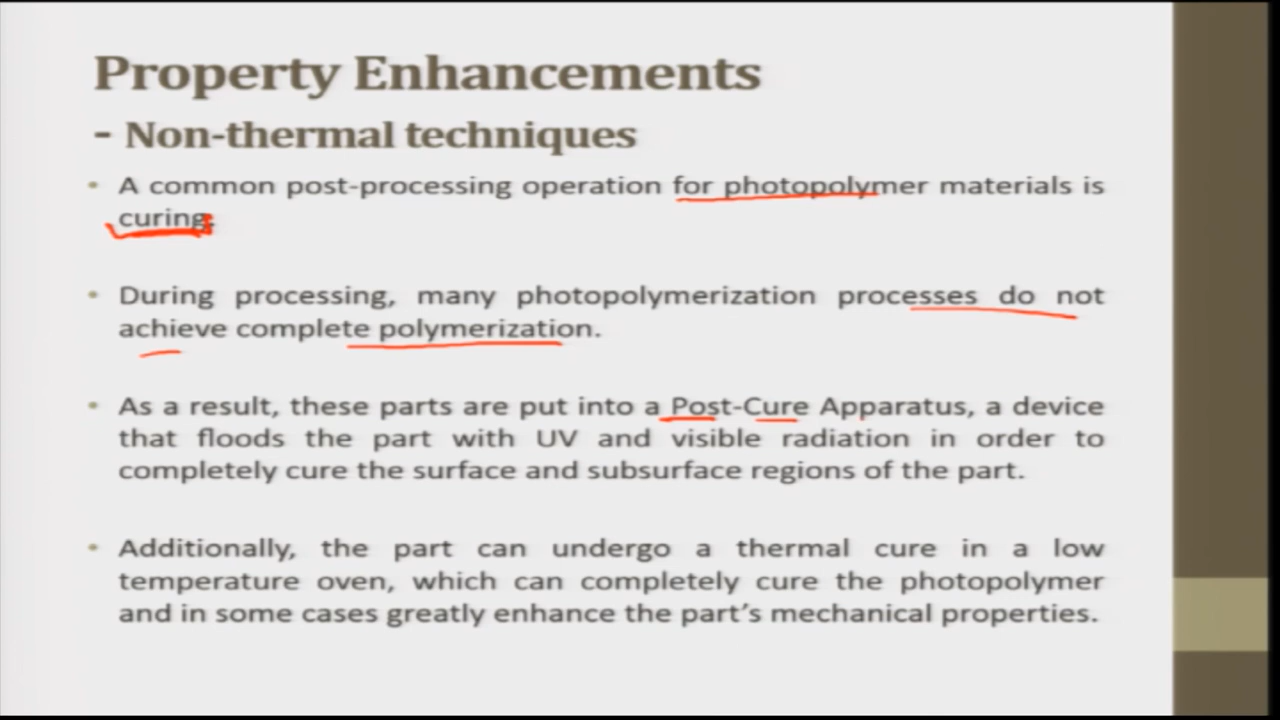 Property Enhancements
- Non-thermal techniques
• A common post-processing operation for photopolymer materials is
curing.
• During processing, many photopolymerization processes do not
achieve complete polymerization.
• As a result, these parts are put into a Post-Cure Apparatus, a device
that floods the part with UV and visible radiation in order to
completely cure the surface and subsurface regions of the part.
• Additionally, the part can undergo a thermal cure in a low
temperature oven, which can completely cure the photopolymer
and in some cases greatly enhance the part’s mechanical properties.